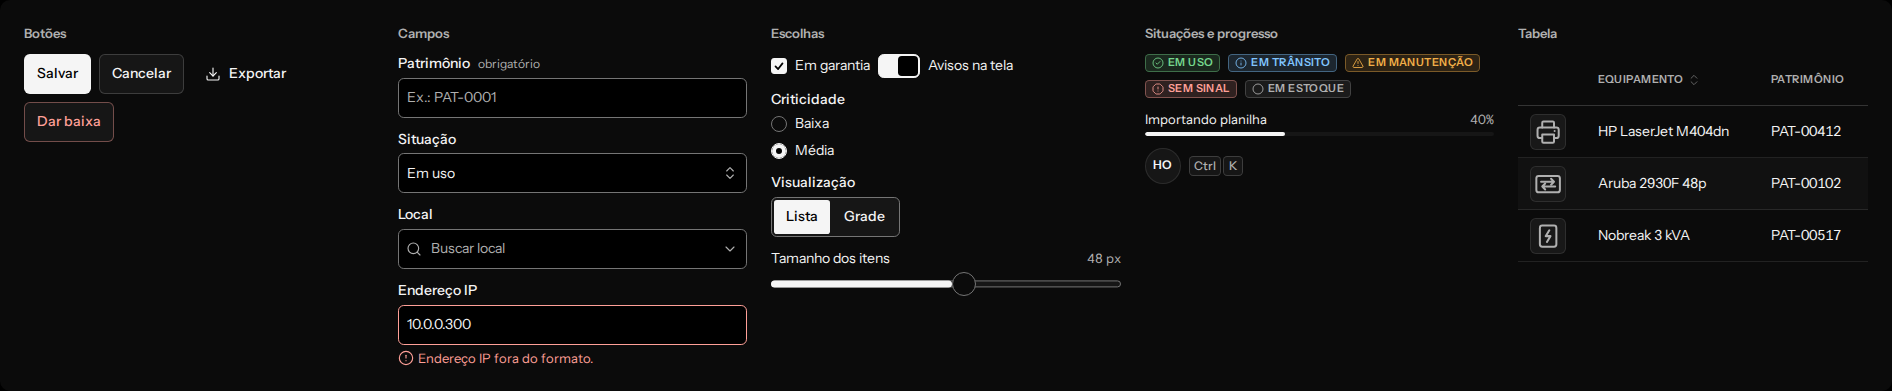 Botões
Salvar
Cancelar
Exportar
Dar baixa
Campos
Patrimônio obrigatório
Ex.: PAT-0001
Situação
Em uso
Local
Buscar local
Endereço IP
10.0.0.300
Endereço IP fora do formato.
Escolhas
Em garantia
Avisos na tela
Criticidade
Baixa
Média
Visualização
Lista
Grade
Tamanho dos itens 48 px
Situações e progresso
EM USO
EM TRÂNSITO
EM MANUTENÇÃO
SEM SINAL
EM ESTOQUE
Importando planilha 40%
HO
Ctrl K
Tabela
EQUIPAMENTO PATRIMÔNIO
HP LaserJet M404dn PAT-00412
Aruba 2930F 48p PAT-00102
Nobreak 3 kVA PAT-00517